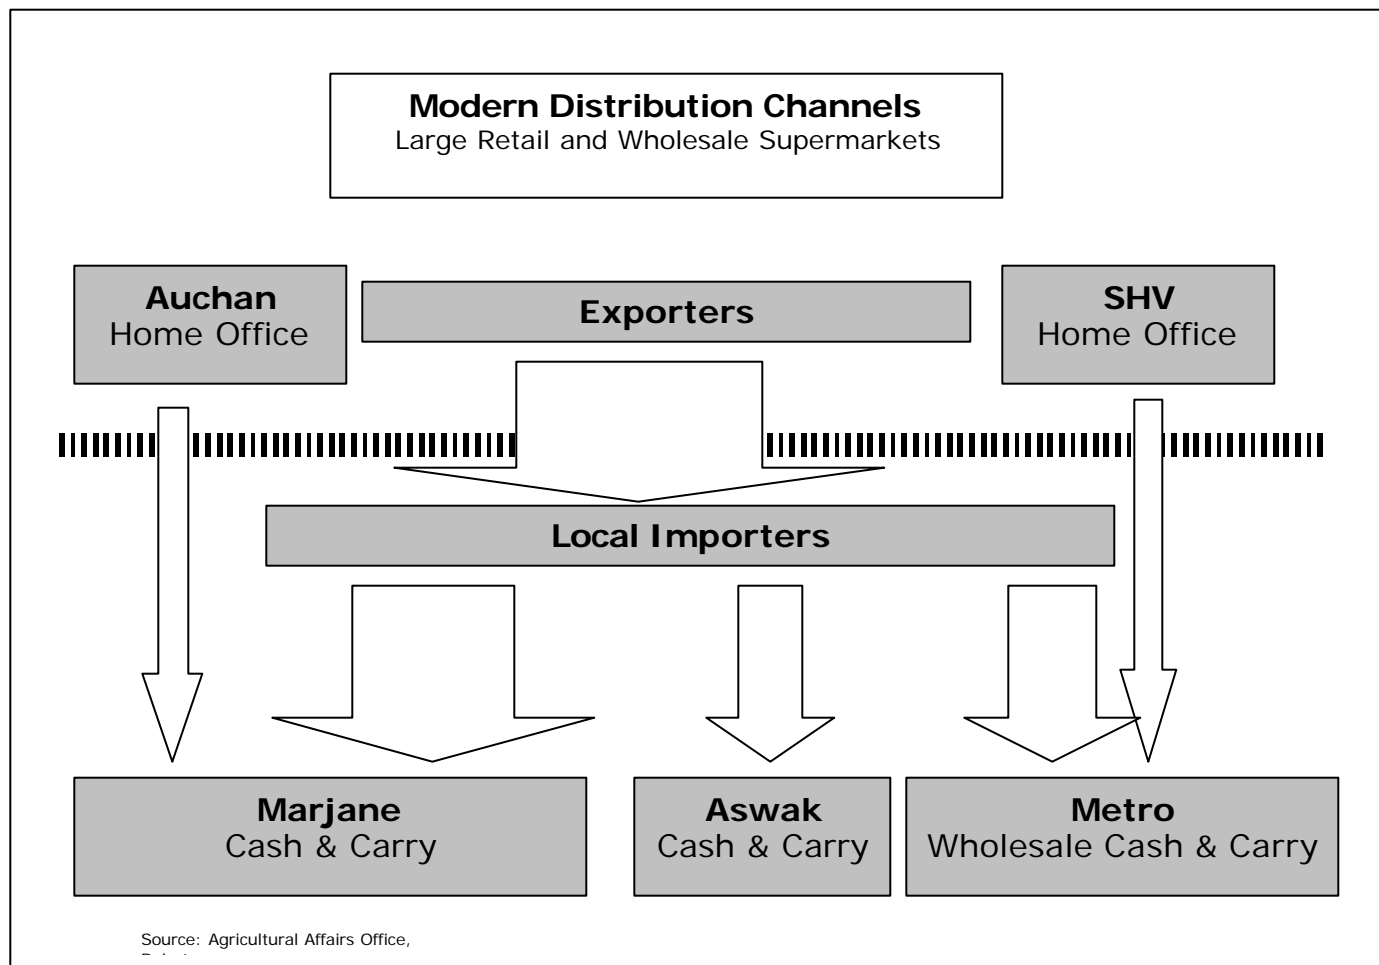 Modern Distribution Channels
Large Retail and Wholesale Supermarkets
Auchan
Home Office
Exporters
SHV
Home Office
Local Importers
Marjane
Cash & Carry
Aswak
Cash & Carry
Metro
Wholesale Cash & Carry
Source: Agricultural Affairs Office,